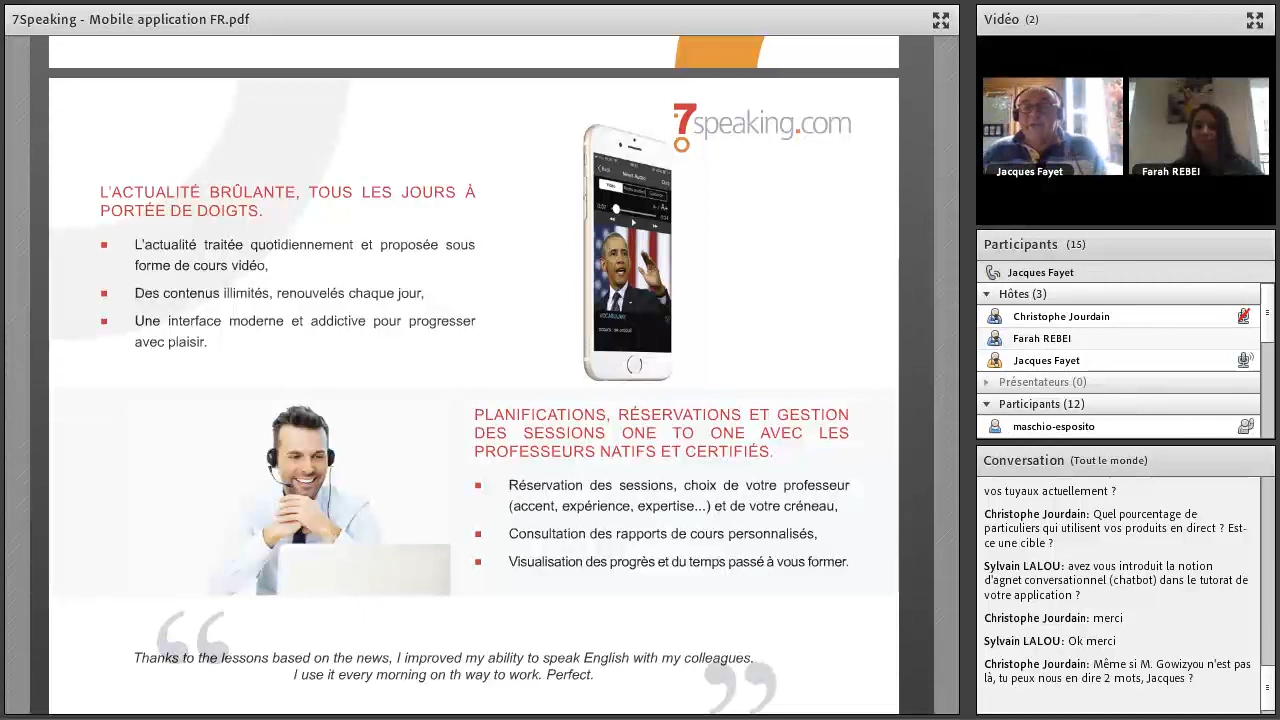 7Speaking - Mobile application FR.pdf
7speaking.com
L'ACTUALITÉ BRÛLANTE, TOUS LES JOURS À
PORTÉE DE DOIGTS.
L'actualité traitée quotidiennement et proposée sous
forme de cours vidéo,
Des contenus illimités, renouvelés chaque jour,
Une interface moderne et addictive pour progresser
avec plaisir.
News Audio
VOCABULAIRE
PLANIFICATIONS, RÉSERVATIONS ET GESTION
DES SESSIONS ONE TO ONE AVEC LES
PROFESSEURS NATIFS ET CERTIFIÉS.
Réservation des sessions, choix de votre professeur
(accent, expérience, expertise...) et de votre créneau,
Consultation des rapports de cours personnalisés,
Visualisation des progrès et du temps passé à vous former.
Thanks to the lessons based on the news, I improved my ability to speak English with my colleagues.
I use it every morning on th way to work. Perfect.
Vidéo (2)
Jacques Fayet
Farah REBEI
Participants (15)
Jacques Fayet
Hôtes (3)
Christophe Jourdain
Farah REBEI
Jacques Fayet
Présentateurs (0)
Participants (12)
maschio-esposito
Conversation (Tout le monde)
vos tuyaux actuellement ?
Christophe Jourdain: Quel pourcentage de
particuliers qui utilisent vos produits en direct ? Est-
ce une cible ?
Sylvain LALOU: avez vous introduit la notion
d'agnet conversationnel (chatbot) dans le tutorat de
votre application ?
Christophe Jourdain: merci
Sylvain LALOU: Ok merci
Christophe Jourdain: Même si M. Gowizyou n'est pas
là, tu peux nous en dire 2 mots, Jacques ?